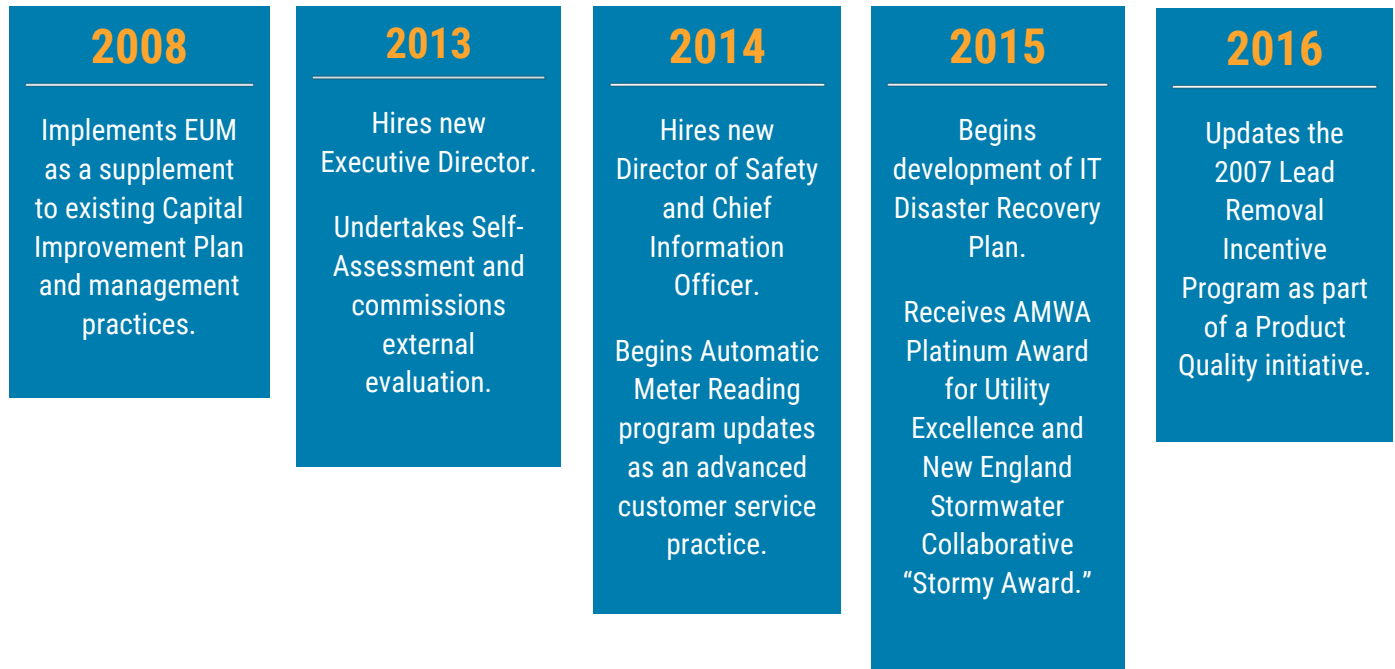 2008
Implements EUM
as a supplement
to existing Capital
Improvement Plan
and management
practices.
2013
Hires new
Executive Director.
Undertakes Self-
Assessment and
commissions
external
evaluation.
2014
Hires new
Director of Safety
and Chief
Information
Officer.
Begins Automatic
Meter Reading
program updates
as an advanced
customer service
practice.
2015
Begins
development of IT
Disaster Recovery
Plan.
Receives AMWA
Platinum Award
for Utility
Excellence and
New England
Stormwater
Collaborative
“Stormy Award.”
2016
Updates the
2007 Lead
Removal
Incentive
Program as part
of a Product
Quality initiative.